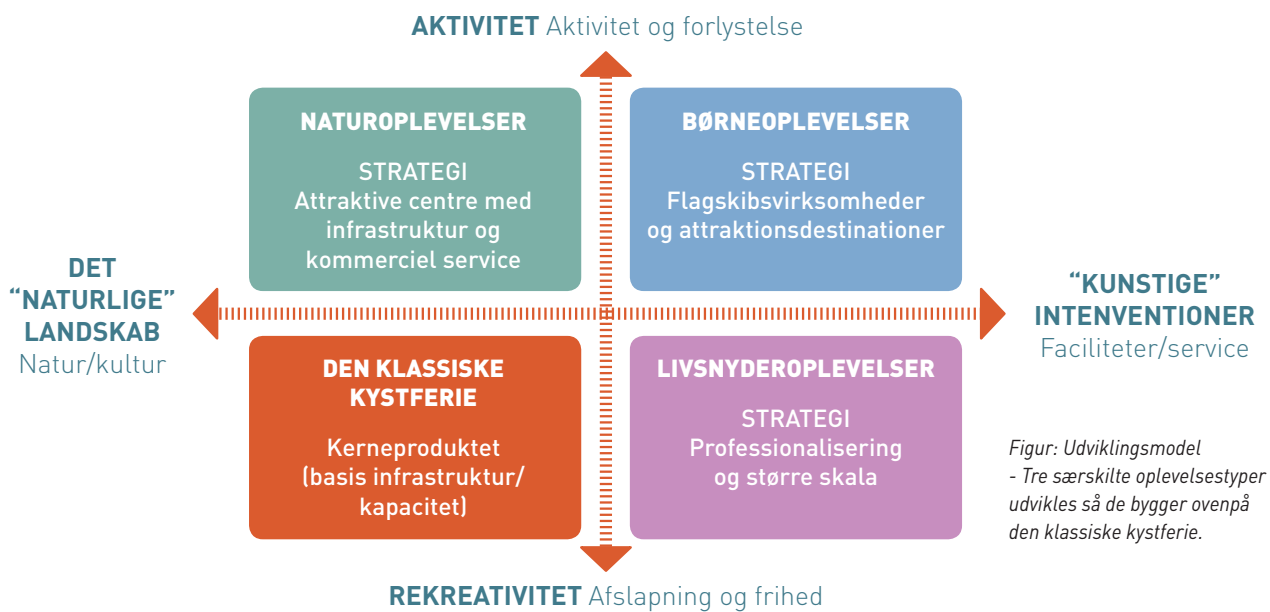 AKTIVITET Aktivitet og forlystelse
NATUROPLEVELSER
STRATEGI
Attraktive centre med
infrastruktur og
kommerciel service
BØRNEOPLEVELSER
STRATEGI
Flagskibsvirksomheder
og attraktionsdestinationer
DET
“NATURLIGE”
LANDSKAB
Natur/kultur
“KUNSTIGE”
INTENVENTIONER
Faciliteter/service
DEN KLASSISKE
KYSTFERIE
Kerneproduktet
(basis infrastruktur/
kapacitet)
LIVSNYDEROPLEVELSER
STRATEGI
Professionalisering
og større skala
Figur: Udviklingsmodel
- Tre særskilte oplevelsestyper
udvikles så de bygger ovenpå
den klassiske kystferie.
REKREATIVITET Afslapning og frihed